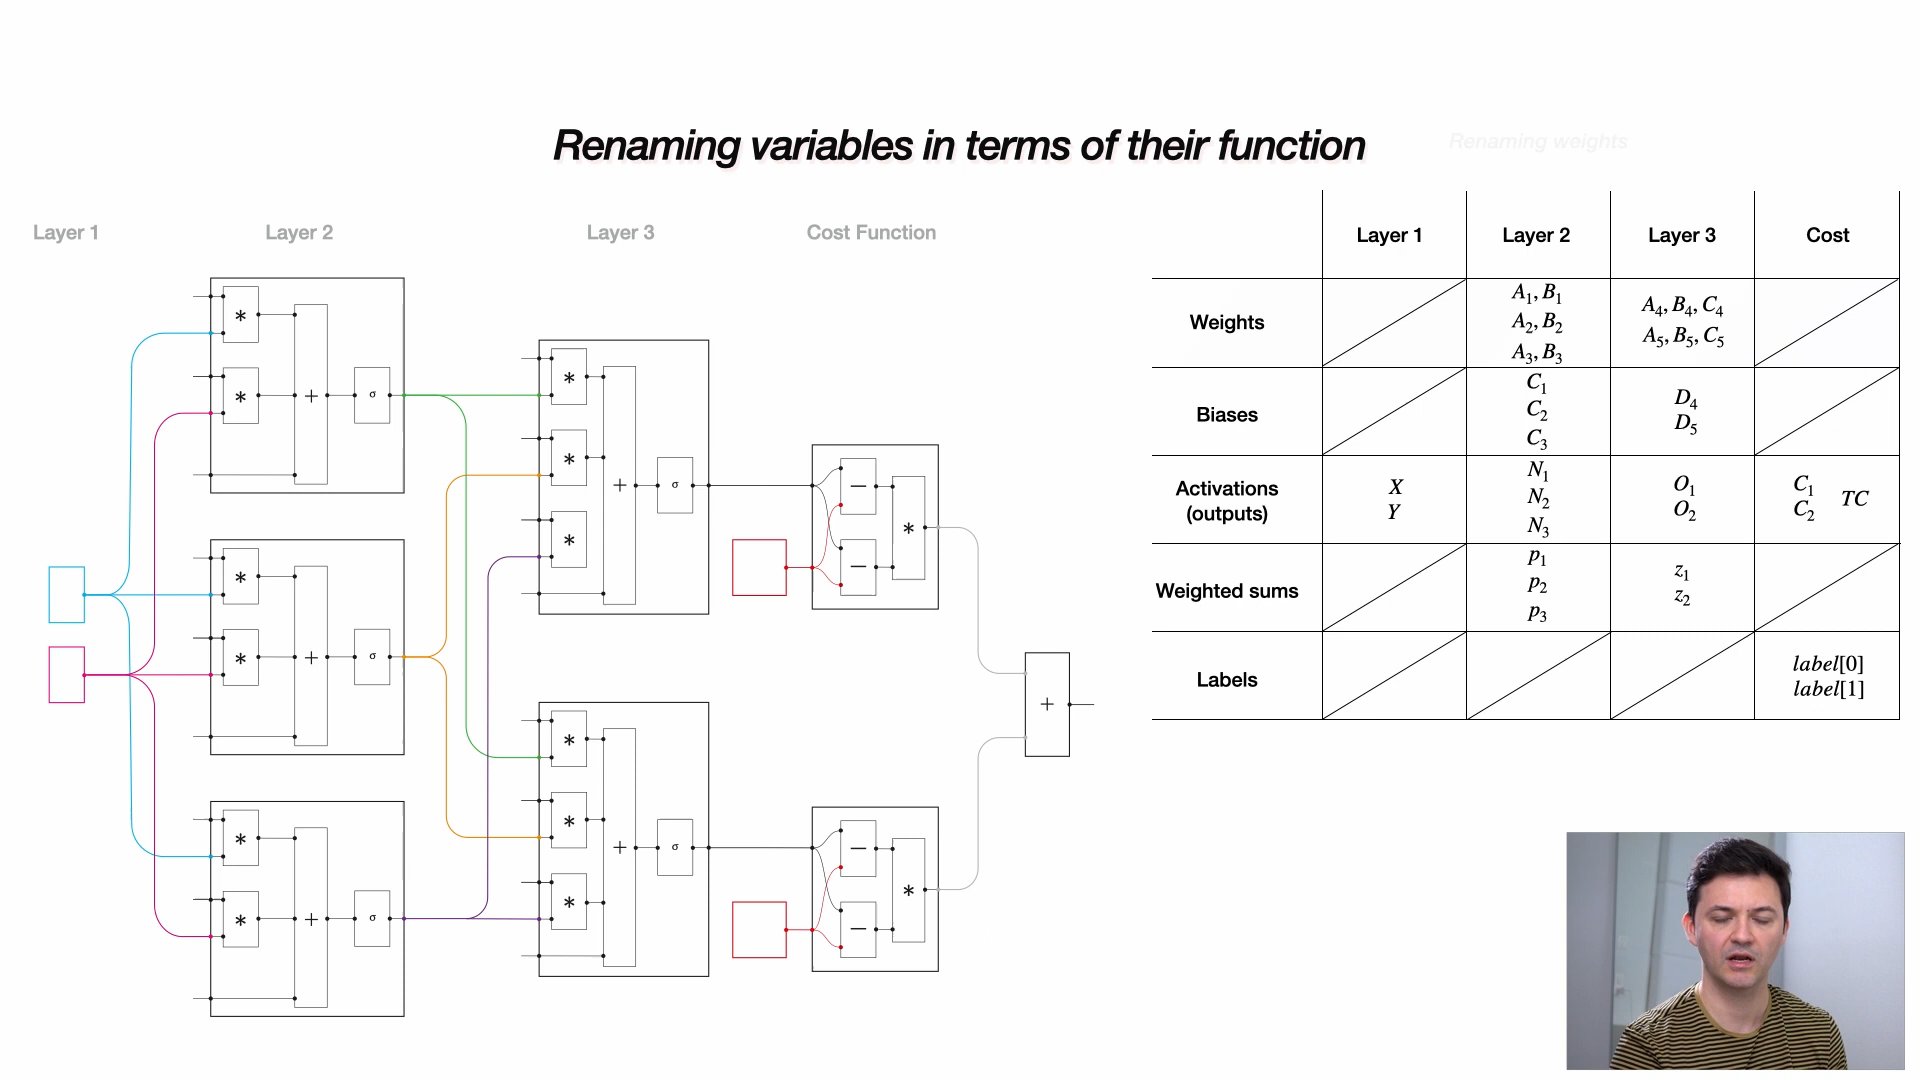 Renaming variables in terms of their function
Renaming weights
Layer 1
Layer 2
Layer 3
Cost Function
* * + σ
* * + σ
* * + σ
* * * + σ
* * * + σ
− − *
− − *
+
Layer 1 Layer 2 Layer 3 Cost
Weights
A₁, B₁
A₂, B₂
A₃, B₃
A₄, B₄, C₄
A₅, B₅, C₅
Biases
C₁
C₂
C₃
D₄
D₅
Activations
(outputs)
X
Y
N₁
N₂
N₃
O₁
O₂
C₁
C₂
TC
Weighted sums
p₁
p₂
p₃
z₁
z₂
Labels
label[0]
label[1]